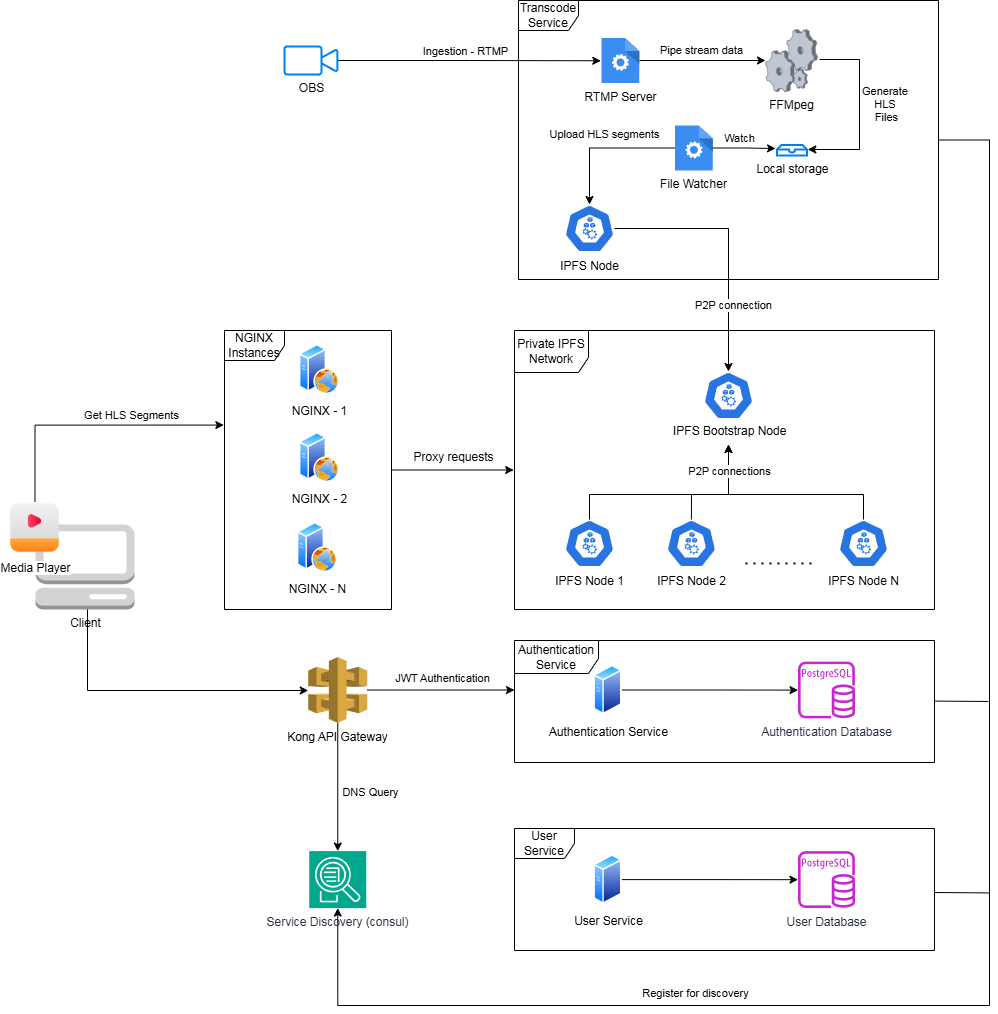 Transcode
Service
Ingestion - RTMP
Pipe stream data
OBS
RTMP Server
FFMpeg
Generate
HLS
Files
Upload HLS segments
Watch
Local storage
File Watcher
IPFS Node
P2P connection
NGINX
Instances
NGINX - 1
NGINX - 2
NGINX - N
Private IPFS
Network
IPFS Bootstrap Node
P2P connections
IPFS Node 1
IPFS Node 2
.........
IPFS Node N
Get HLS Segments
Proxy requests
Media Player
Client
Kong API Gateway
JWT Authentication
Authentication
Service
Authentication Service
PostgreSQL
Authentication Database
DNS Query
Service Discovery (consul)
User
Service
User Service
PostgreSQL
User Database
Register for discovery